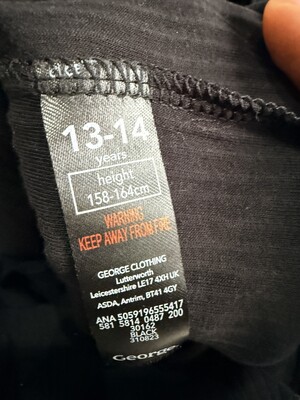 13-14
years
height
158-164cm
WARNING
KEEP AWAY FROM FIRE
GEORGE CLOTHING
Lutterworth
Leicestershire LE17 4XH UK
ASDA, Antrim, BT41 4GY
ANA 5059196555417
581 5814 0487 200
30162
BLACK
310823
George